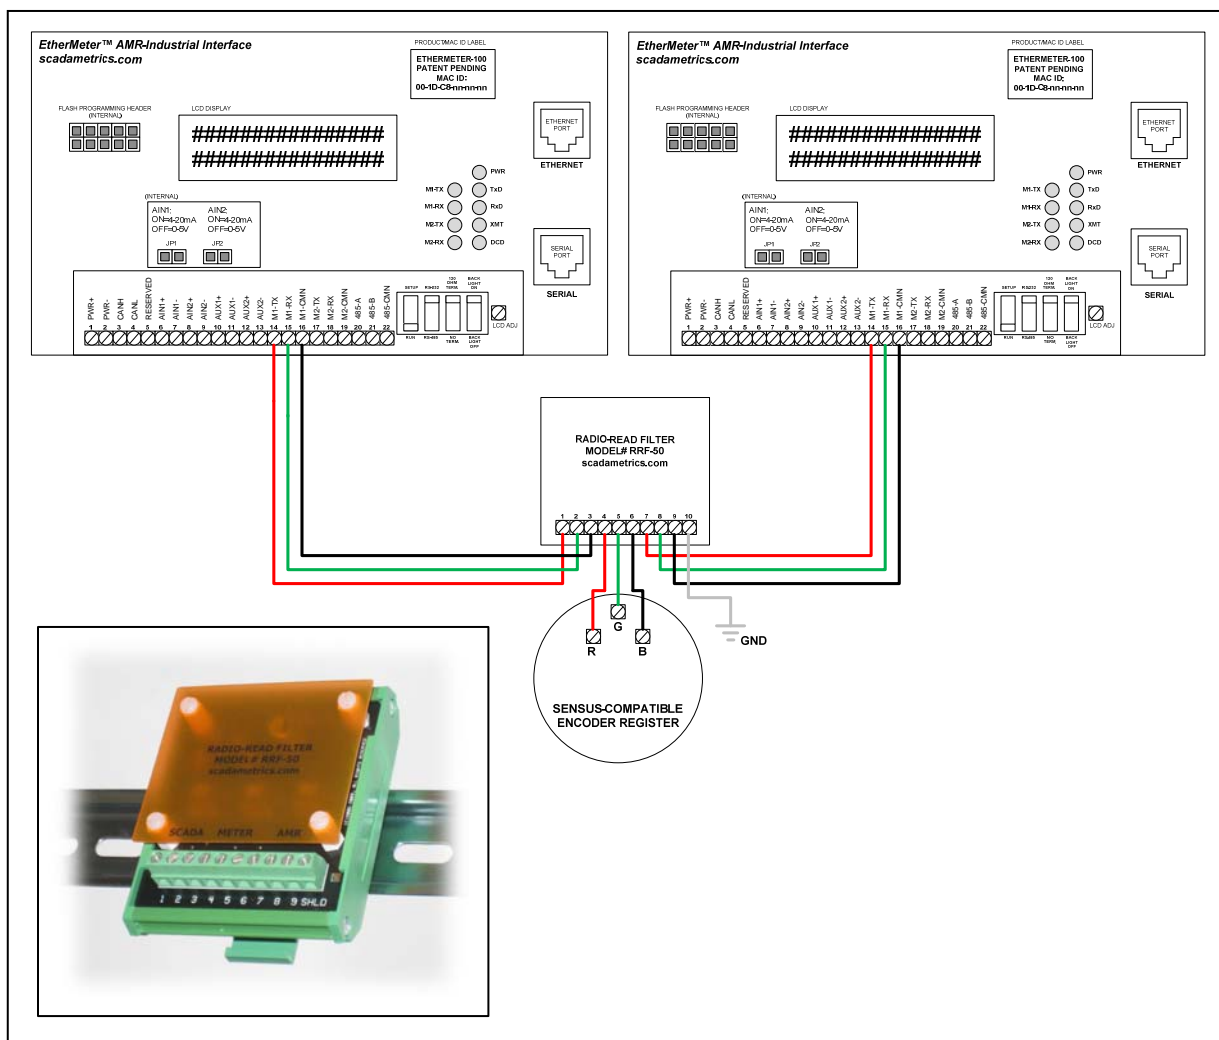 EtherMeter™ AMR-Industrial Interface
scadametrics.com
PRODUCT/MAC ID LABEL
ETHERMETER-100
PATENT PENDING
MAC ID:
00-1D-C8-nn-nn-nn
FLASH PROGRAMMING HEADER
(INTERNAL)
LCD DISPLAY
####################
####################
ETHERNET
PORT
ETHERNET
PWR
M1-TX TxD
M1-RX RxD
M2-TX XMT
M2-RX DCD
(INTERNAL)
AIN1; AIN2;
ON=4-20mA ON=4-20mA
OFF=0-5V OFF=0-5V
JP1 JP2
SERIAL
PORT
SERIAL
PWR+ PWR- CANH CANL RESERVED AIN1+ AIN1- AIN2+ AIN2- AUX1+ AUX1- AUX2+ AUX2- M1-TX M1-RX M1-CMN M2-TX M2-RX M2-CMN 485-A 485-B 485-CMN
1 2 3 4 5 6 7 8 9 10 11 12 13 14 15 16 17 18 19 20 21 22
SETUP RS232 120 OHM TERM. BACK LIGHT ON
RUN RS485 NO TERM. BACK LIGHT OFF
LCD ADJ
EtherMeter™ AMR-Industrial Interface
scadametrics.com
PRODUCT/MAC ID LABEL
ETHERMETER-100
PATENT PENDING
MAC ID:
00-1D-C8-nn-nn-nn
FLASH PROGRAMMING HEADER
(INTERNAL)
LCD DISPLAY
####################
####################
ETHERNET
PORT
ETHERNET
PWR
M1-TX TxD
M1-RX RxD
M2-TX XMT
M2-RX DCD
(INTERNAL)
AIN1; AIN2;
ON=4-20mA ON=4-20mA
OFF=0-5V OFF=0-5V
JP1 JP2
SERIAL
PORT
SERIAL
PWR+ PWR- CANH CANL RESERVED AIN1+ AIN1- AIN2+ AIN2- AUX1+ AUX1- AUX2+ AUX2- M1-TX M1-RX M1-CMN M2-TX M2-RX M2-CMN 485-A 485-B 485-CMN
1 2 3 4 5 6 7 8 9 10 11 12 13 14 15 16 17 18 19 20 21 22
SETUP RS232 120 OHM TERM. BACK LIGHT ON
RUN RS485 NO TERM. BACK LIGHT OFF
LCD ADJ
RADIO-READ FILTER
MODEL# RRF-50
scadametrics.com
1 2 3 4 5 6 7 8 9 10
G
R B
GND
SENSUS-COMPATIBLE
ENCODER REGISTER
RADIO-READ FILTER
MODEL# RRF-50
scadametrics.com
SCADA METER AMR
1 2 3 4 5 6 7 8 9 SHLD